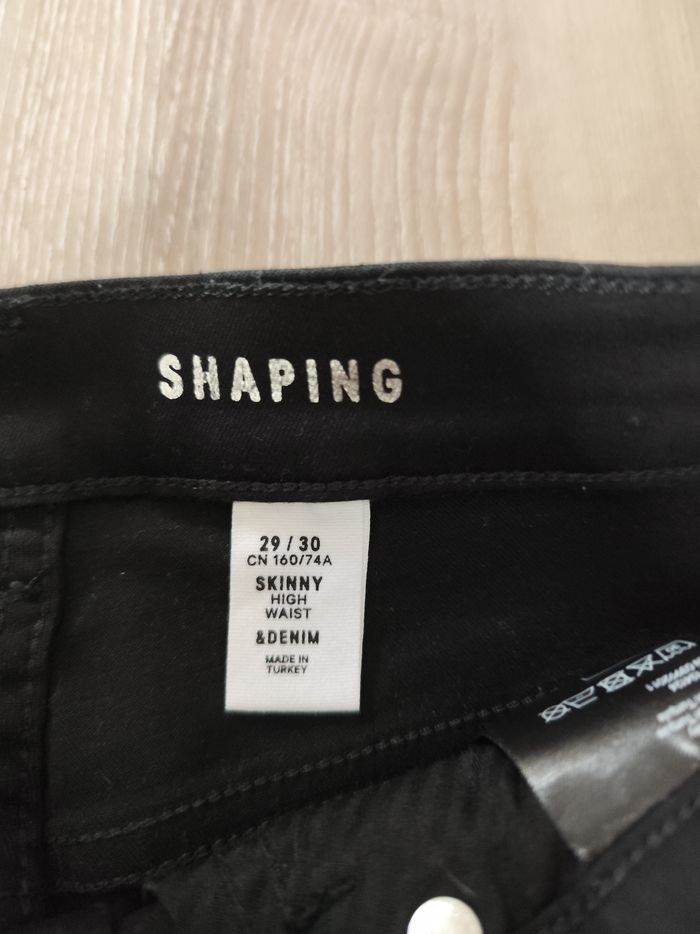 SHAPING
29 / 30
CN 160/74A
SKINNY
HIGH
WAIST
&DENIM
MADE IN
TURKEY